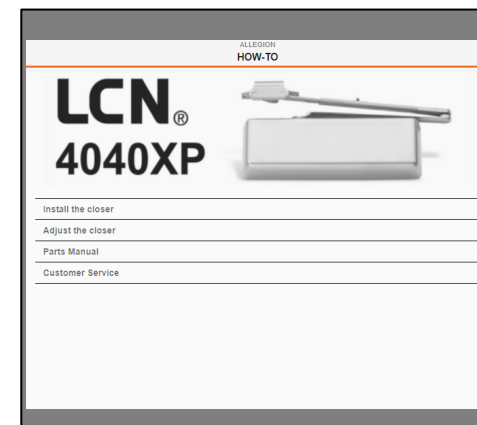 ALLEGION
HOW-TO
LCN®
4040XP
Install the closer
Adjust the closer
Parts Manual
Customer Service